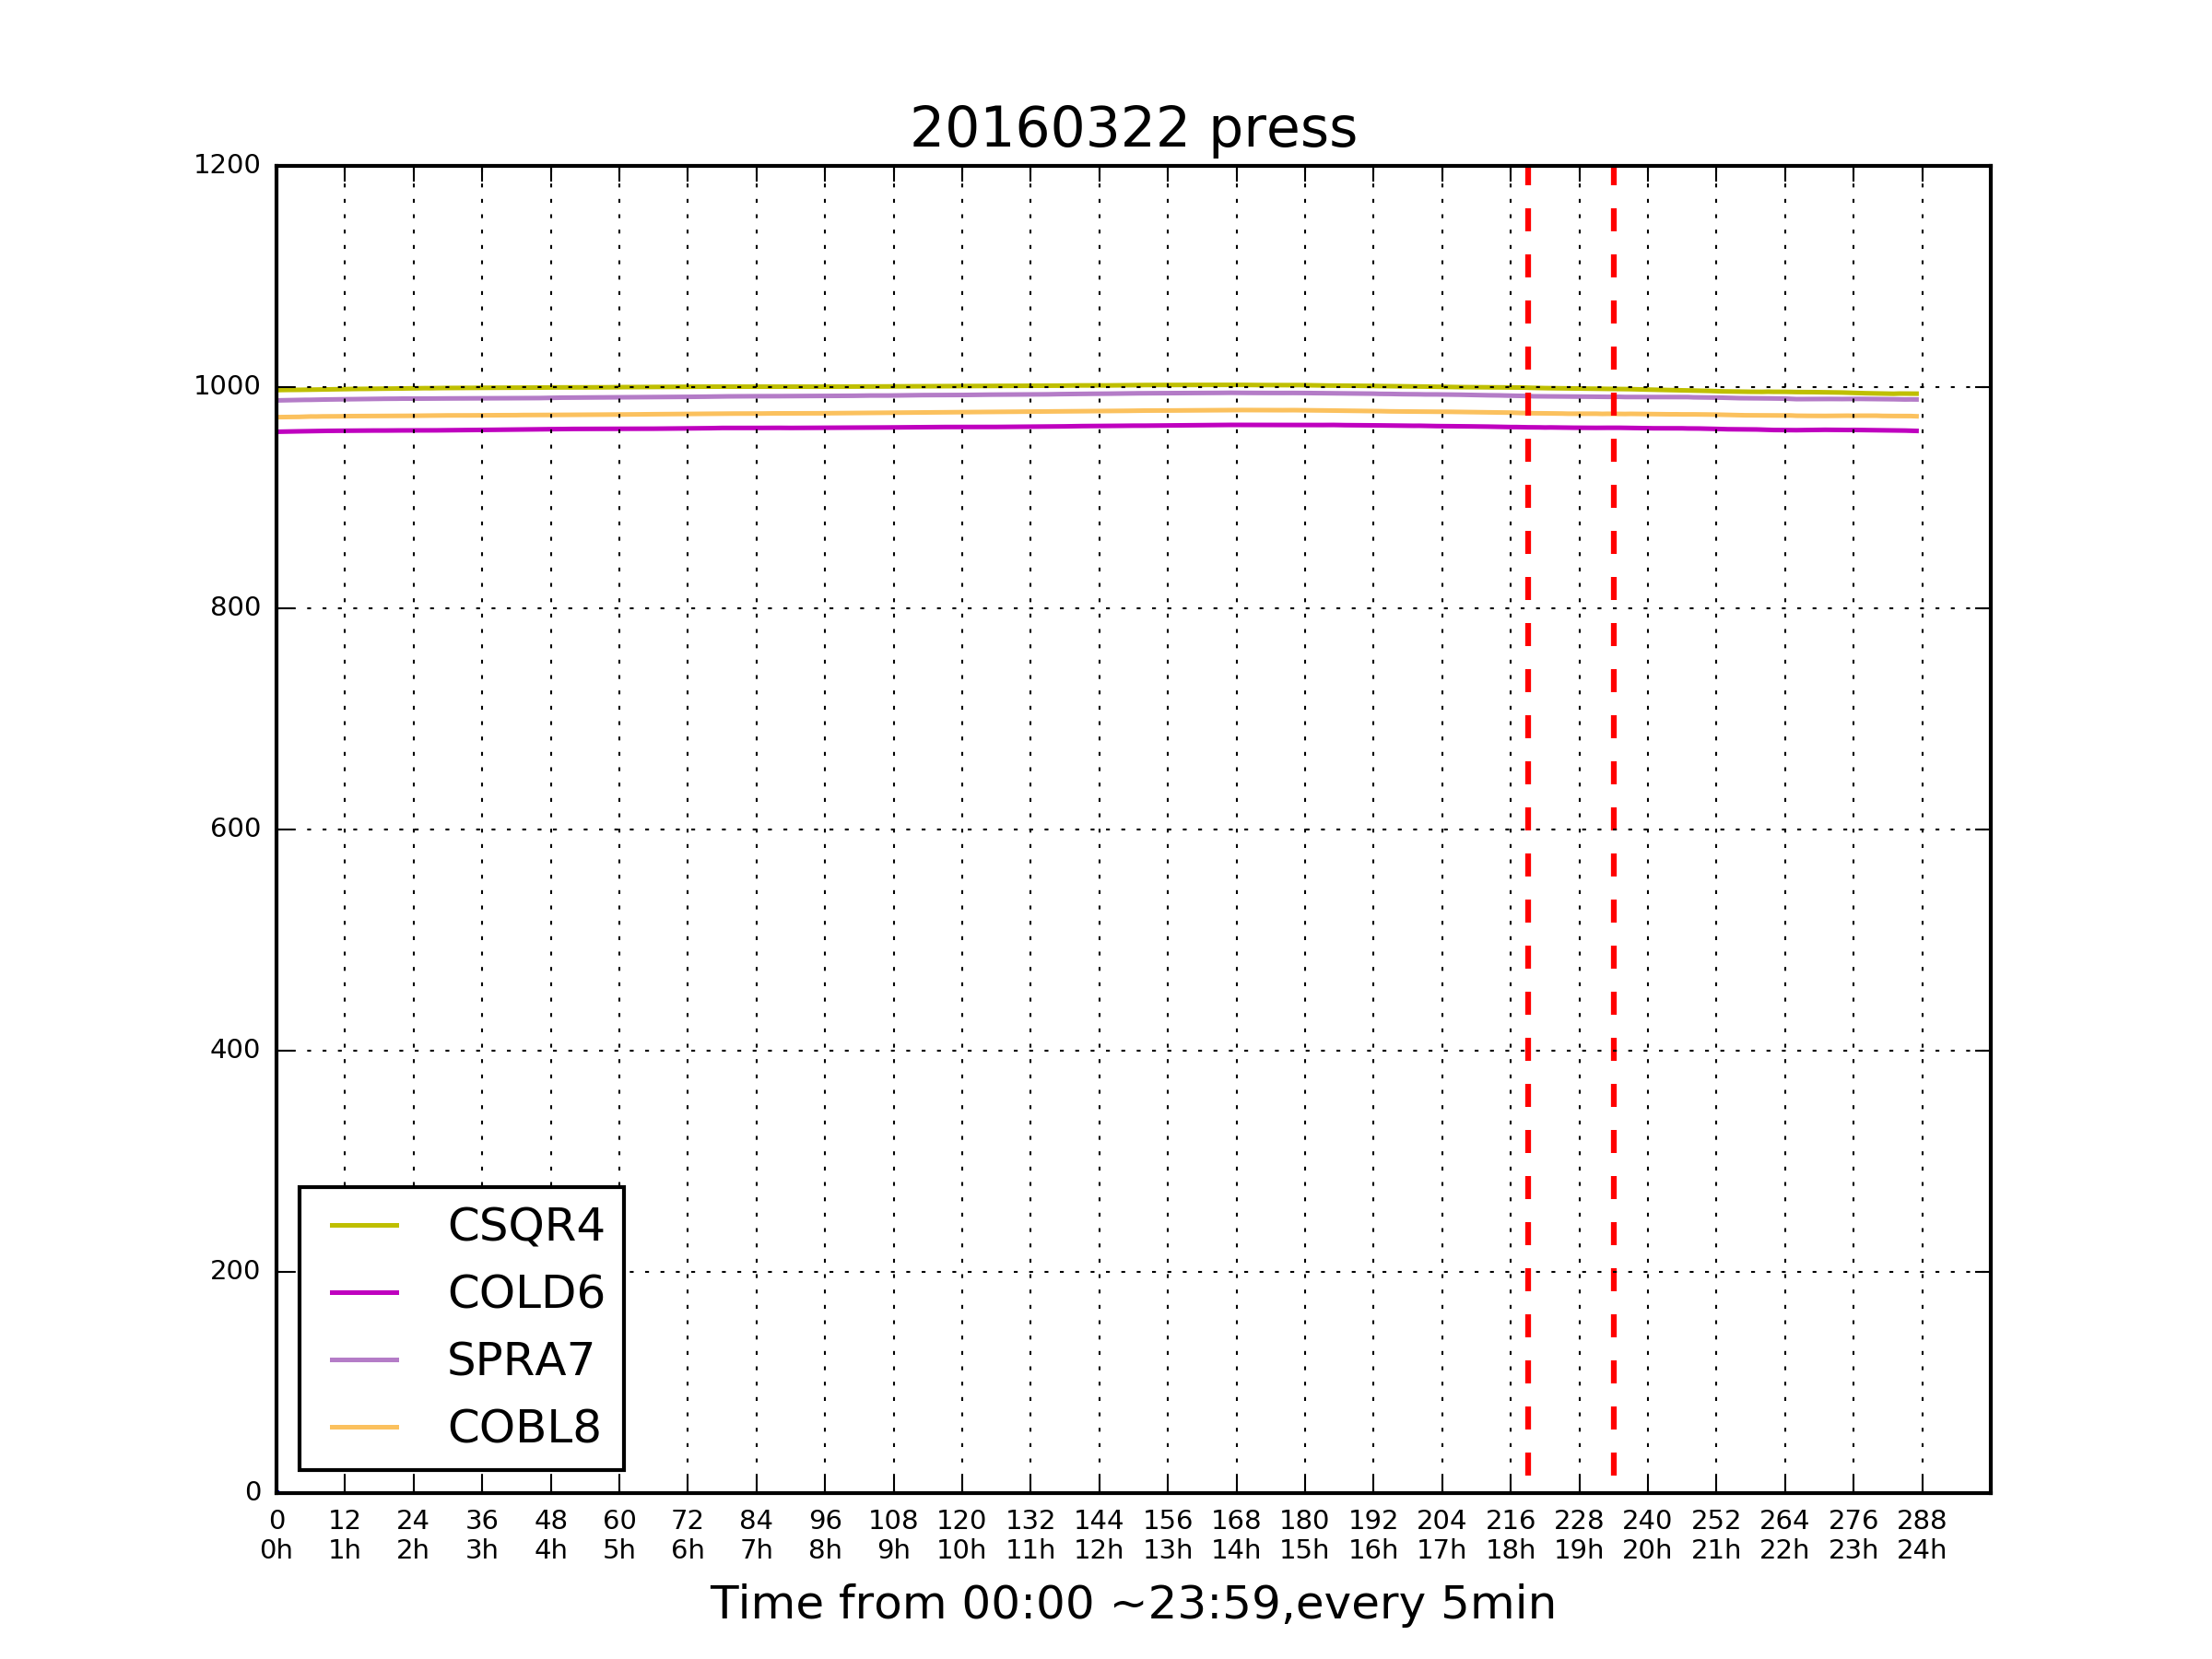 20160322 press
1200
1000
800
600
400
200
0
CSQR4
COLD6
SPRA7
COBL8
0 12 24 36 48 60 72 84 96 108 120 132 144 156 168 180 192 204 216 228 240 252 264 276 288
0h 1h 2h 3h 4h 5h 6h 7h 8h 9h 10h 11h 12h 13h 14h 15h 16h 17h 18h 19h 20h 21h 22h 23h 24h
Time from 00:00 ~23:59,every 5min